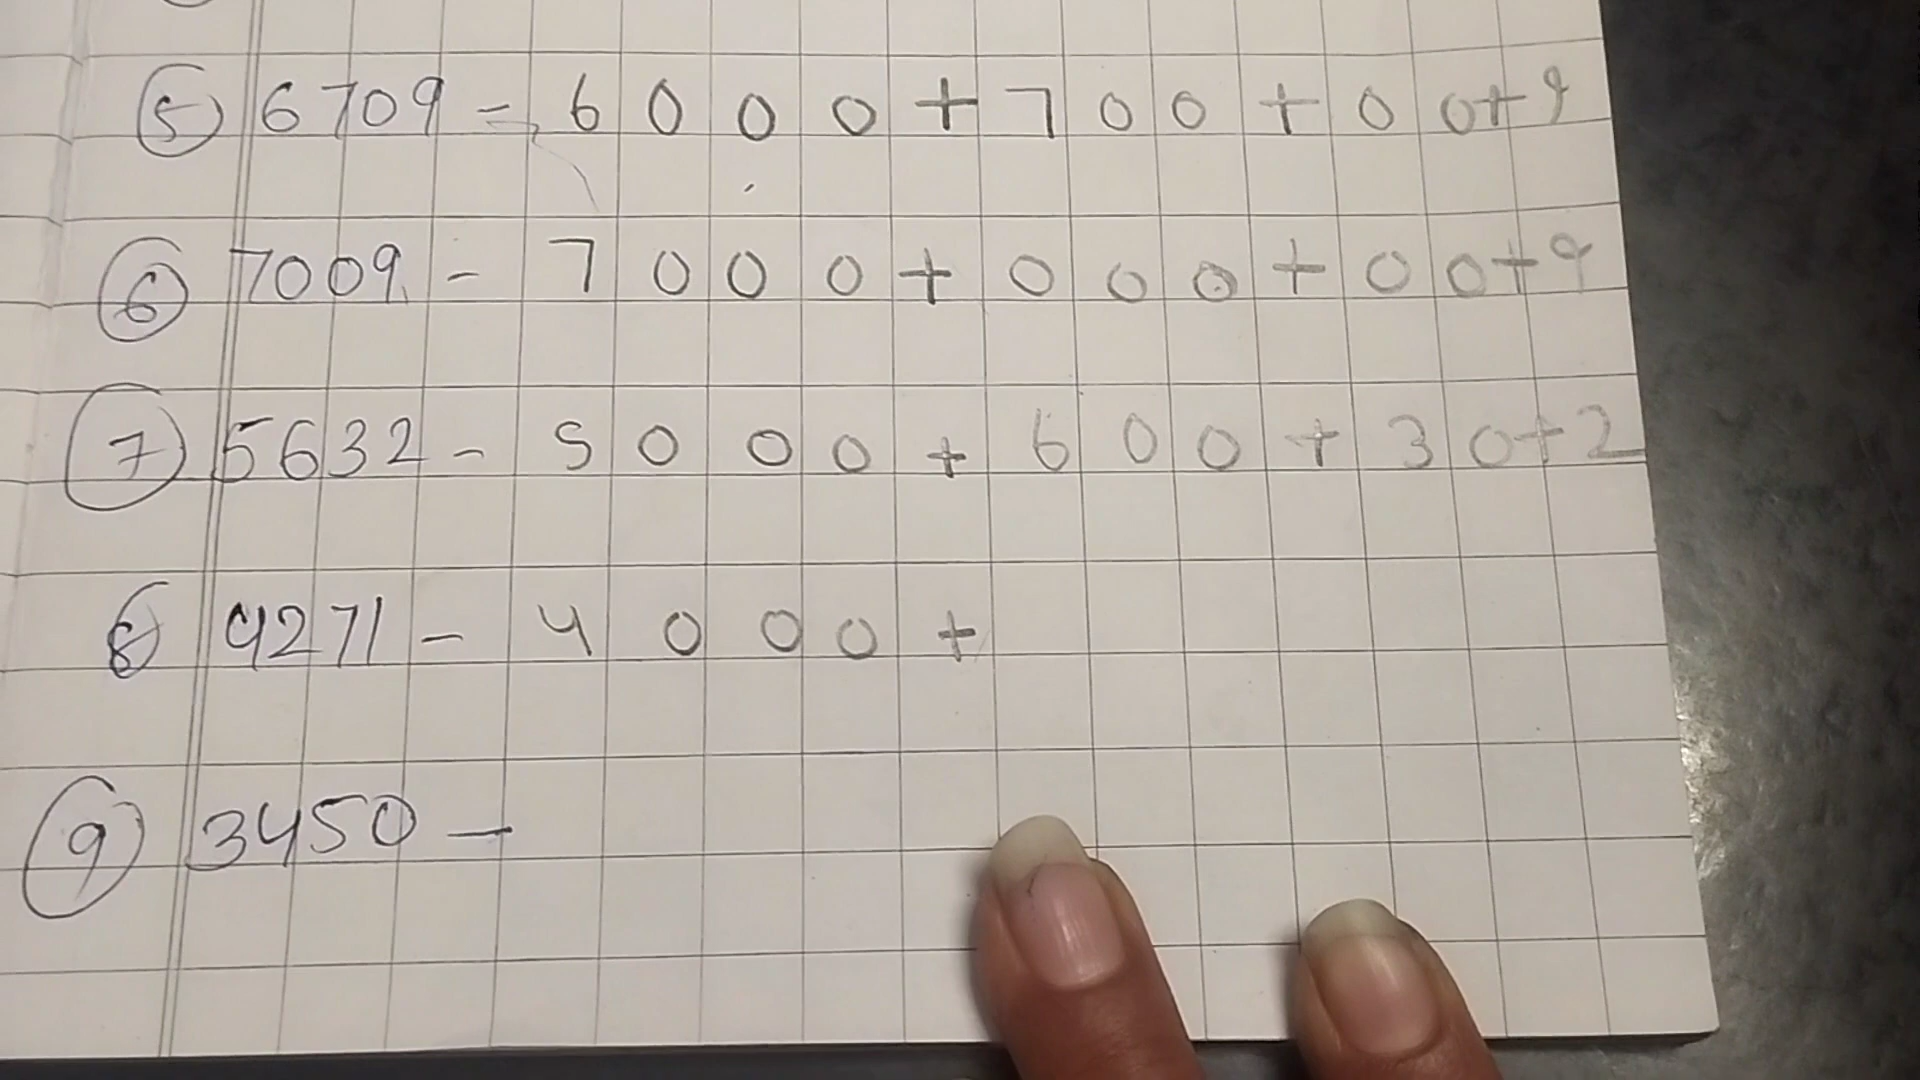 5 6709 - 6000+700+00+9
6 7009 - 7000+000+00+9
7 5632 - 5000+600+30+2
8 4271 - 4000+
9 3450 -